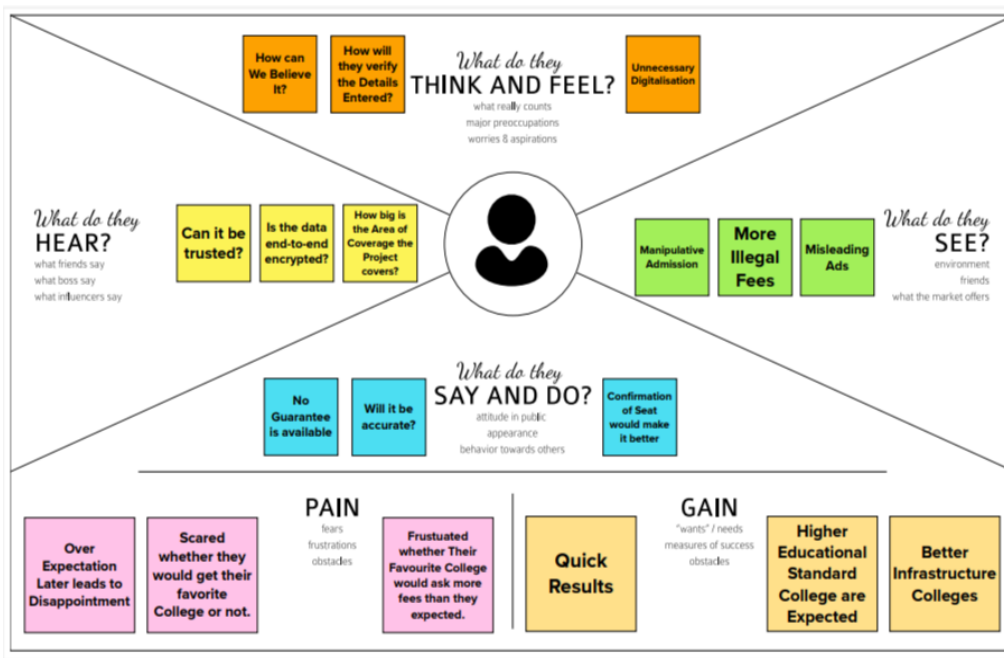 How can
We Believe
It?
How will
they verify
the Details
Entered?
What do they
THINK AND FEEL?
what really counts
major preoccupations
worries & aspirations
Unnecessary
Digitalisation
What do they
HEAR?
what friends say
what boss say
what influencers say
Can it be
trusted?
Is the data
end-to-end
encrypted?
How big is
the Area of
Coverage the
Project
covers?
Manipulative
Admission
More
Illegal
Fees
Misleading
Ads
What do they
SEE?
environment
friends
what the market offers
No
Guarantee
is available
Will it be
accurate?
What do they
SAY AND DO?
attitude in public
appearance
behavior towards others
Confirmation
of Seat
would make
it better
Over
Expectation
Later leads to
Disappointment
Scared
whether they
would get their
favorite
College or not.
PAIN
fears
frustrations
obstacles
Frustuated
whether Their
Favourite College
would ask more
fees than they
expected.
Quick
Results
GAIN
"wants" / needs
measures of success
obstacles
Higher
Educational
Standard
College are
Expected
Better
Infrastructure
Colleges